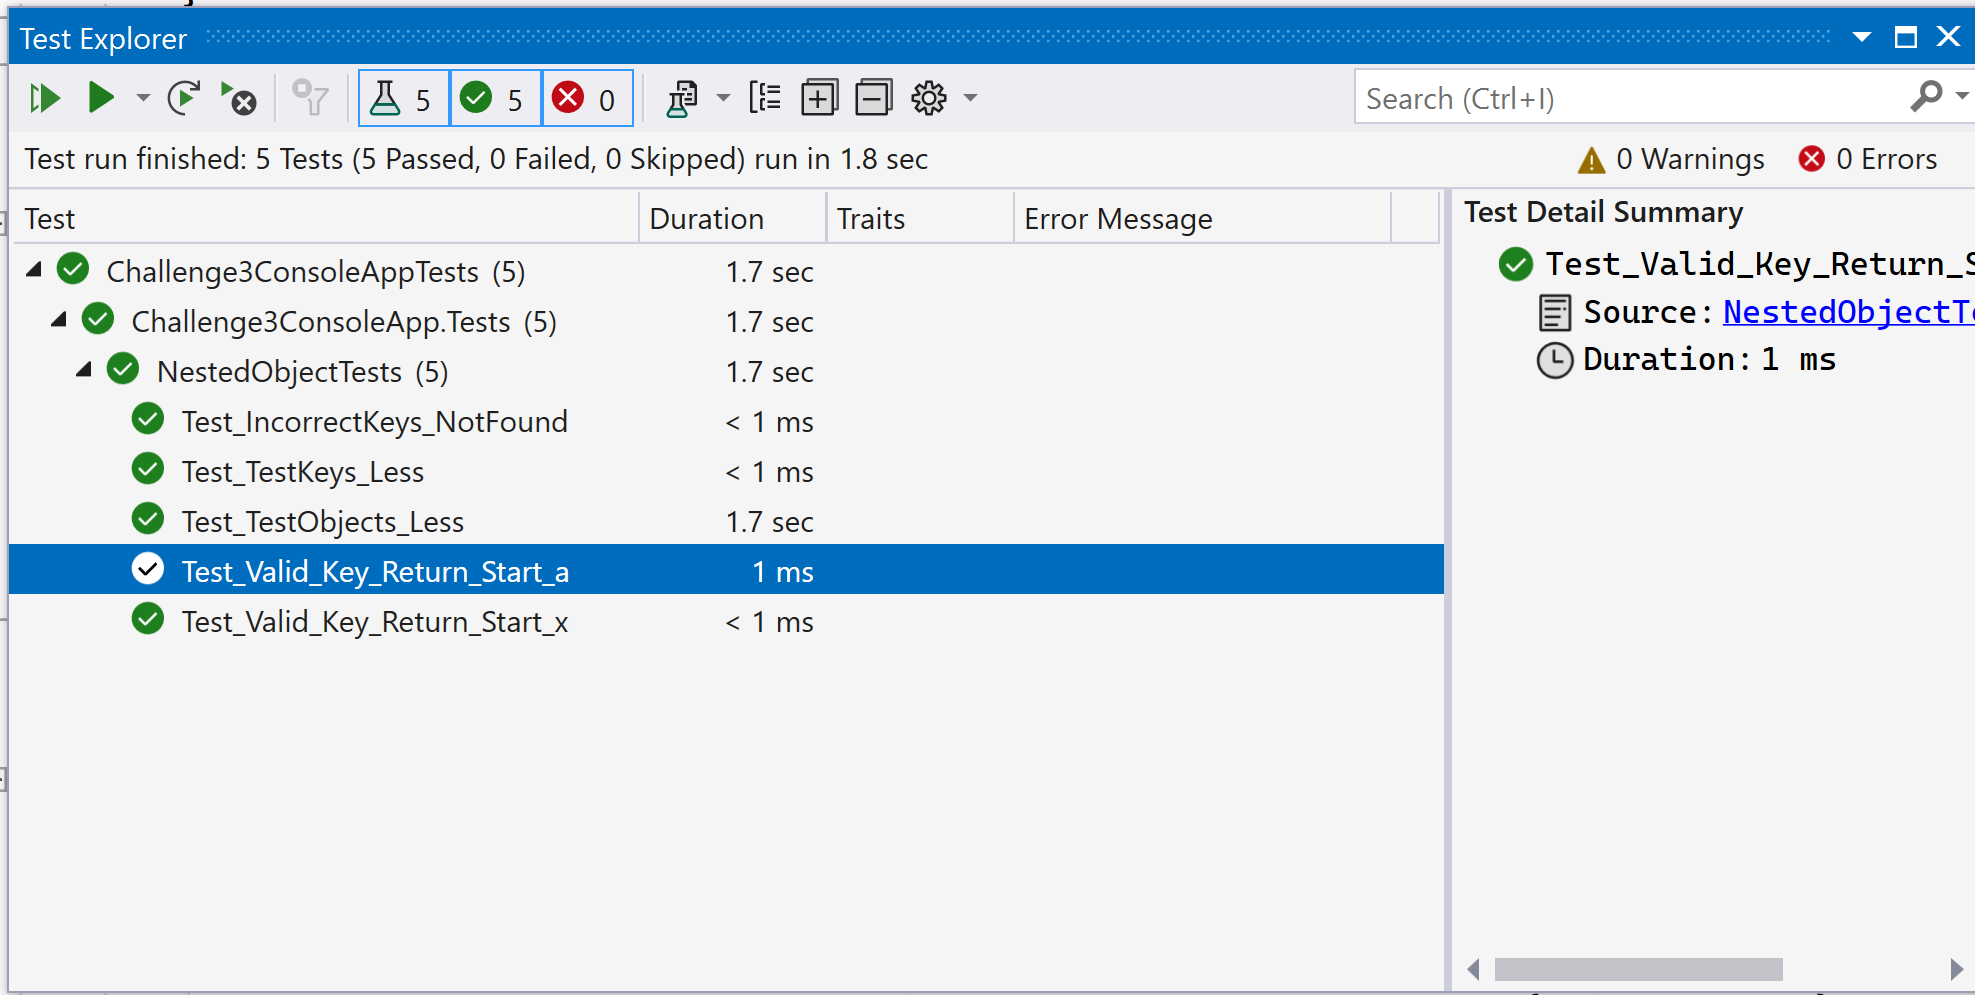 Test Explorer
5 5 0
Search (Ctrl+I)
Test run finished: 5 Tests (5 Passed, 0 Failed, 0 Skipped) run in 1.8 sec
0 Warnings 0 Errors
Test Duration Traits Error Message
Challenge3ConsoleAppTests (5) 1.7 sec
Challenge3ConsoleApp.Tests (5) 1.7 sec
NestedObjectTests (5) 1.7 sec
Test_IncorrectKeys_NotFound < 1 ms
Test_TestKeys_Less < 1 ms
Test_TestObjects_Less 1.7 sec
Test_Valid_Key_Return_Start_a 1 ms
Test_Valid_Key_Return_Start_x < 1 ms
Test Detail Summary
Test_Valid_Key_Return_S
Source: NestedObjectTe
Duration: 1 ms